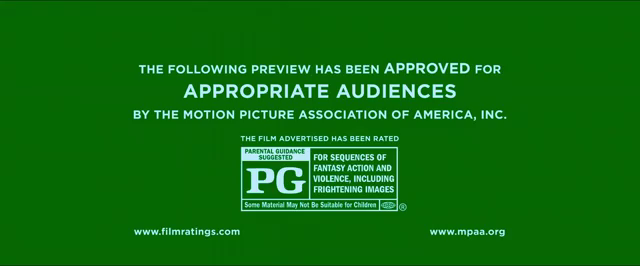 THE FOLLOWING PREVIEW HAS BEEN APPROVED FOR
APPROPRIATE AUDIENCES
BY THE MOTION PICTURE ASSOCIATION OF AMERICA, INC.
THE FILM ADVERTISED HAS BEEN RATED
PARENTAL GUIDANCE
SUGGESTED
PG
FOR SEQUENCES OF
FANTASY ACTION AND
VIOLENCE, INCLUDING
FRIGHTENING IMAGES
Some Material May Not Be Suitable for Children
®
www.filmratings.com
www.mpaa.org